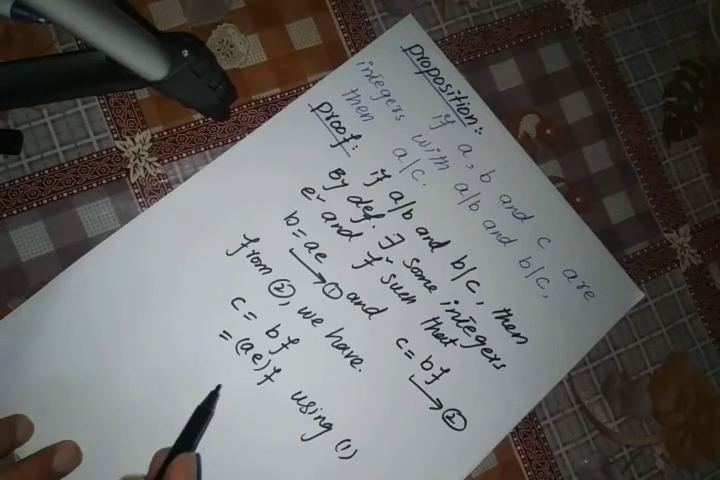 Proposition:
if a, b and c are
integers with a/b and b/c,
then a/c.
Proof: if a/b and b/c, then
By def. ∃ some integers
e and f such that
b = ae → ① and c = bf → ②
from ②, we have.
c = bf
= (ae)f using (1)